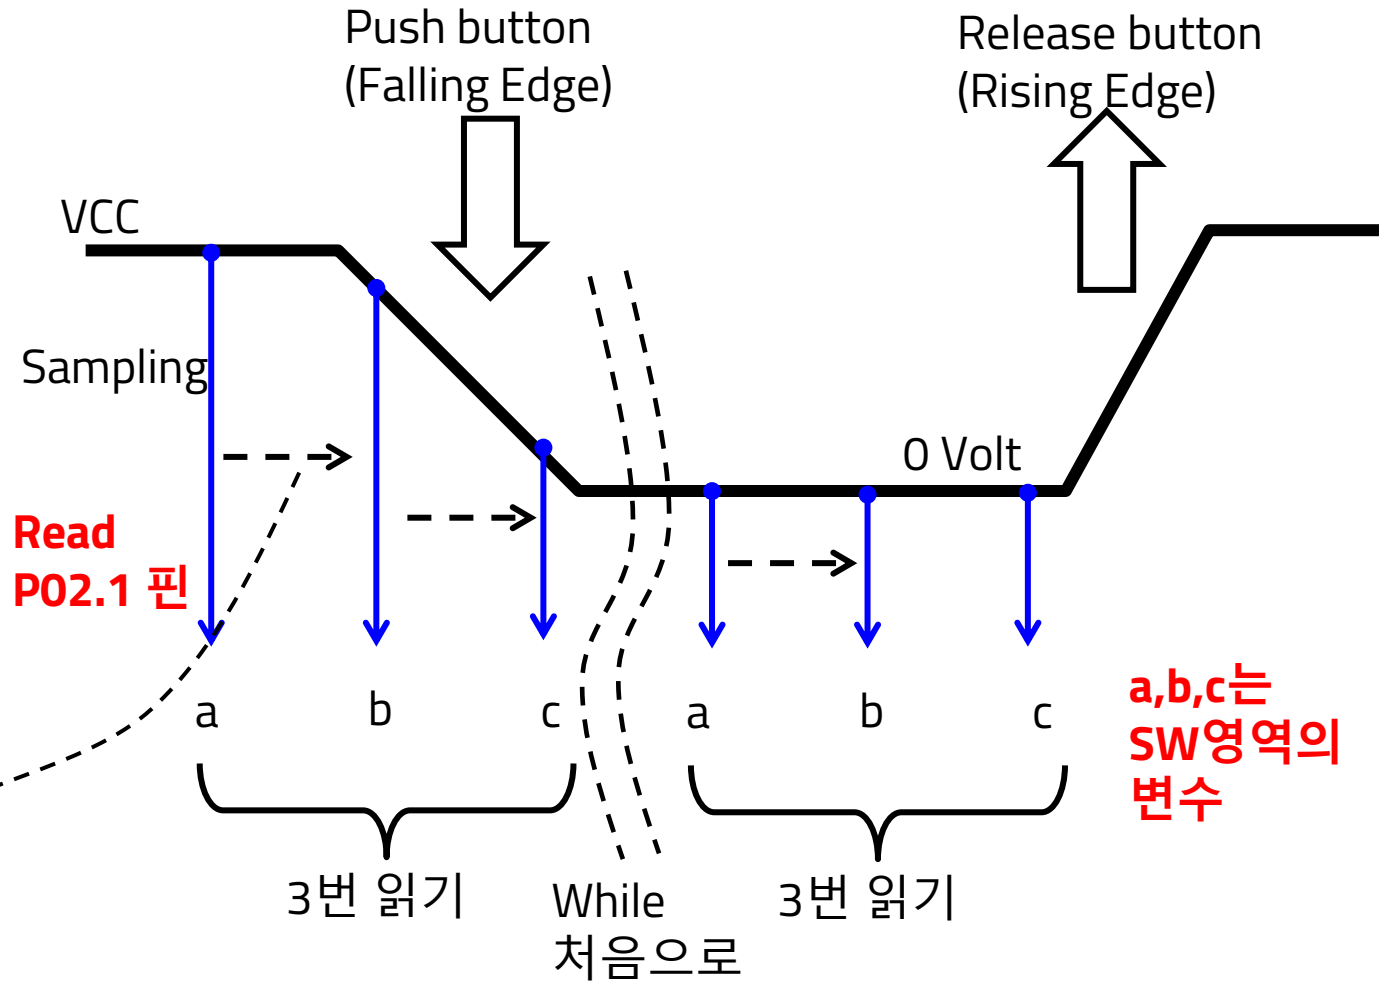 Push button
(Falling Edge)
Release button
(Rising Edge)
VCC
Sampling
0 Volt
Read
P02.1 핀
a
b
c
a
b
c
a,b,c는
SW영역의
변수
3번 읽기
While
처음으로
3번 읽기